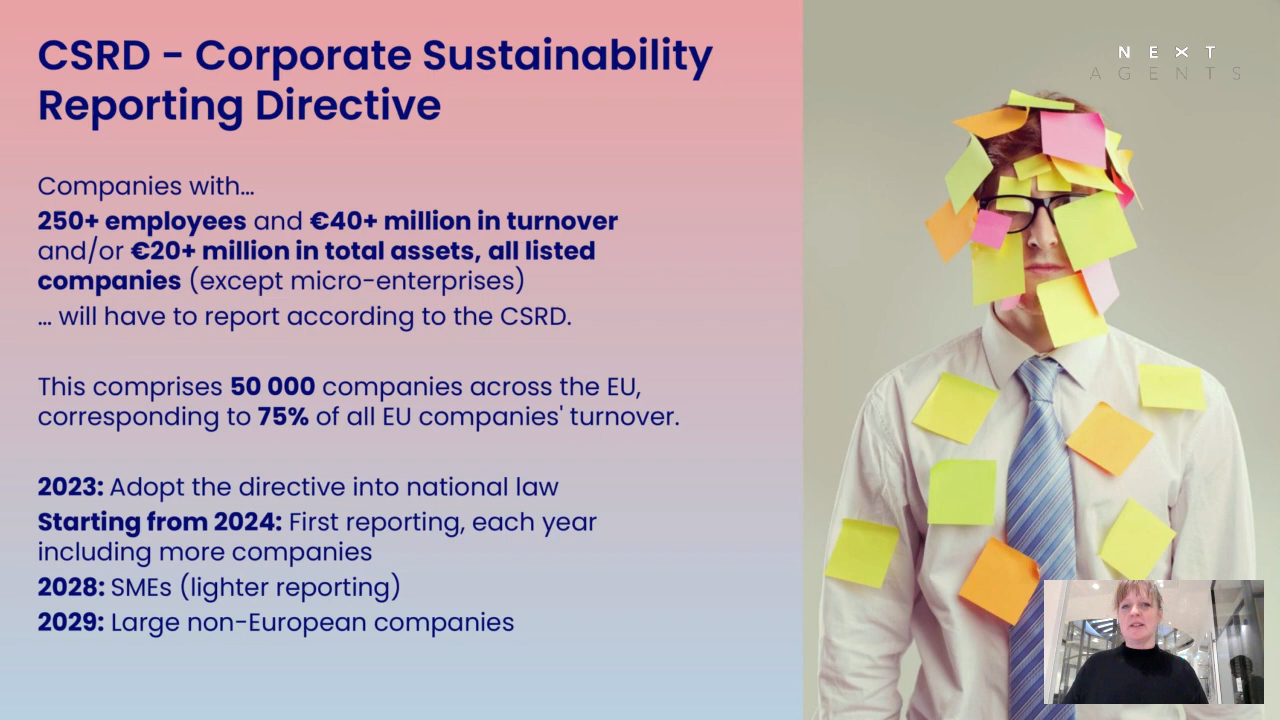 CSRD - Corporate Sustainability
Reporting Directive
Companies with…
250+ employees and €40+ million in turnover
and/or €20+ million in total assets, all listed
companies (except micro-enterprises)
… will have to report according to the CSRD.
This comprises 50 000 companies across the EU,
corresponding to 75% of all EU companies' turnover.
2023: Adopt the directive into national law
Starting from 2024: First reporting, each year
including more companies
2028: SMEs (lighter reporting)
2029: Large non-European companies
NEXT
AGENTS